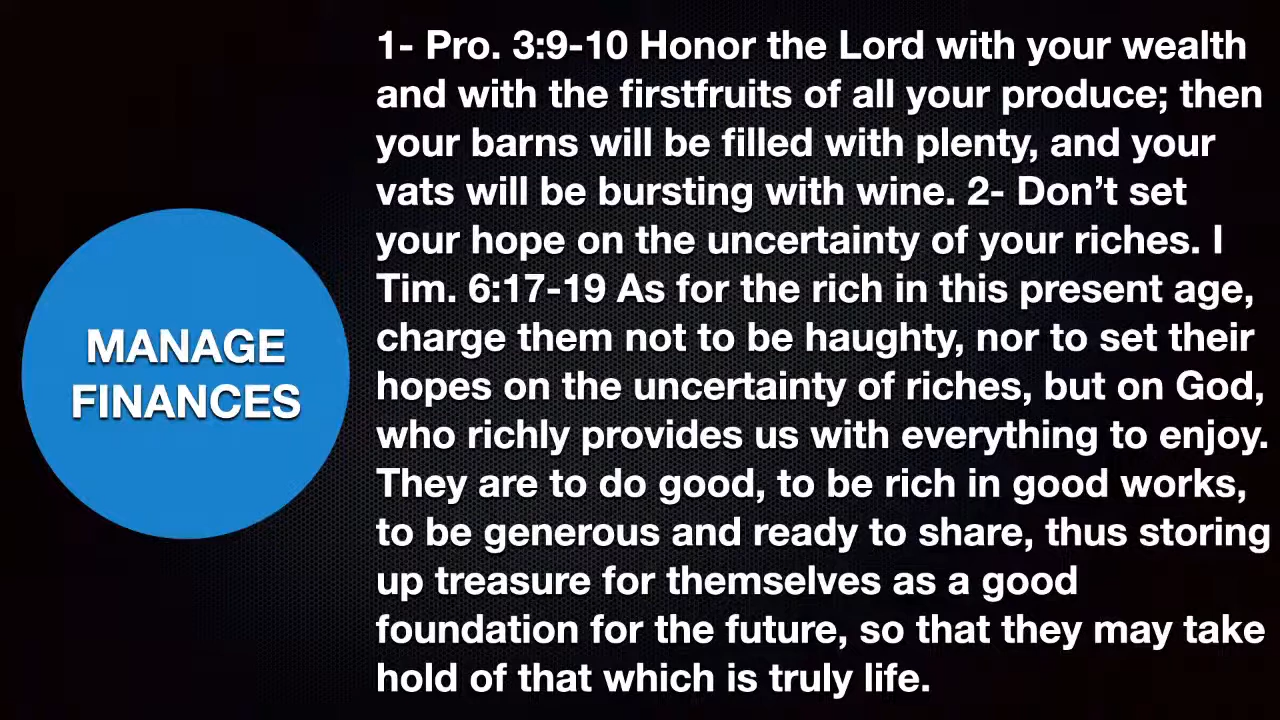 MANAGE
FINANCES
1- Pro. 3:9-10 Honor the Lord with your wealth
and with the firstfruits of all your produce; then
your barns will be filled with plenty, and your
vats will be bursting with wine. 2- Don’t set
your hope on the uncertainty of your riches. I
Tim. 6:17-19 As for the rich in this present age,
charge them not to be haughty, nor to set their
hopes on the uncertainty of riches, but on God,
who richly provides us with everything to enjoy.
They are to do good, to be rich in good works,
to be generous and ready to share, thus storing
up treasure for themselves as a good
foundation for the future, so that they may take
hold of that which is truly life.